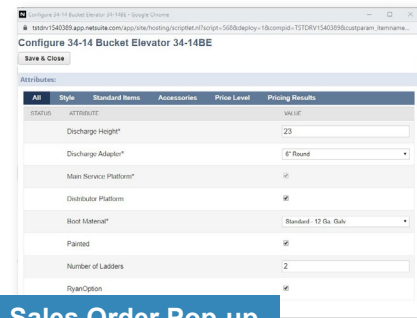 Configure 34-14 Bucket Elevator 34-14BE - Google Chrome
tstdrv1540389.app.netsuite.com/app/site/hosting/scriptlet.nl?script=568&deploy=1&compid=TSTDRV1540389&custparam_itemname...
Configure 34-14 Bucket Elevator 34-14BE
Save & Close
Attributes:
All Style Standard Items Accessories Price Level Pricing Results
STATUS ATTRIBUTE VALUE
Discharge Height* 23
Discharge Adapter* 6" Round
Main Service Platform*
Distributor Platform
Boot Material* Standard - 12 Ga. Galv
Painted
Number of Ladders 2
RyanOption
Sales Order Pop-up